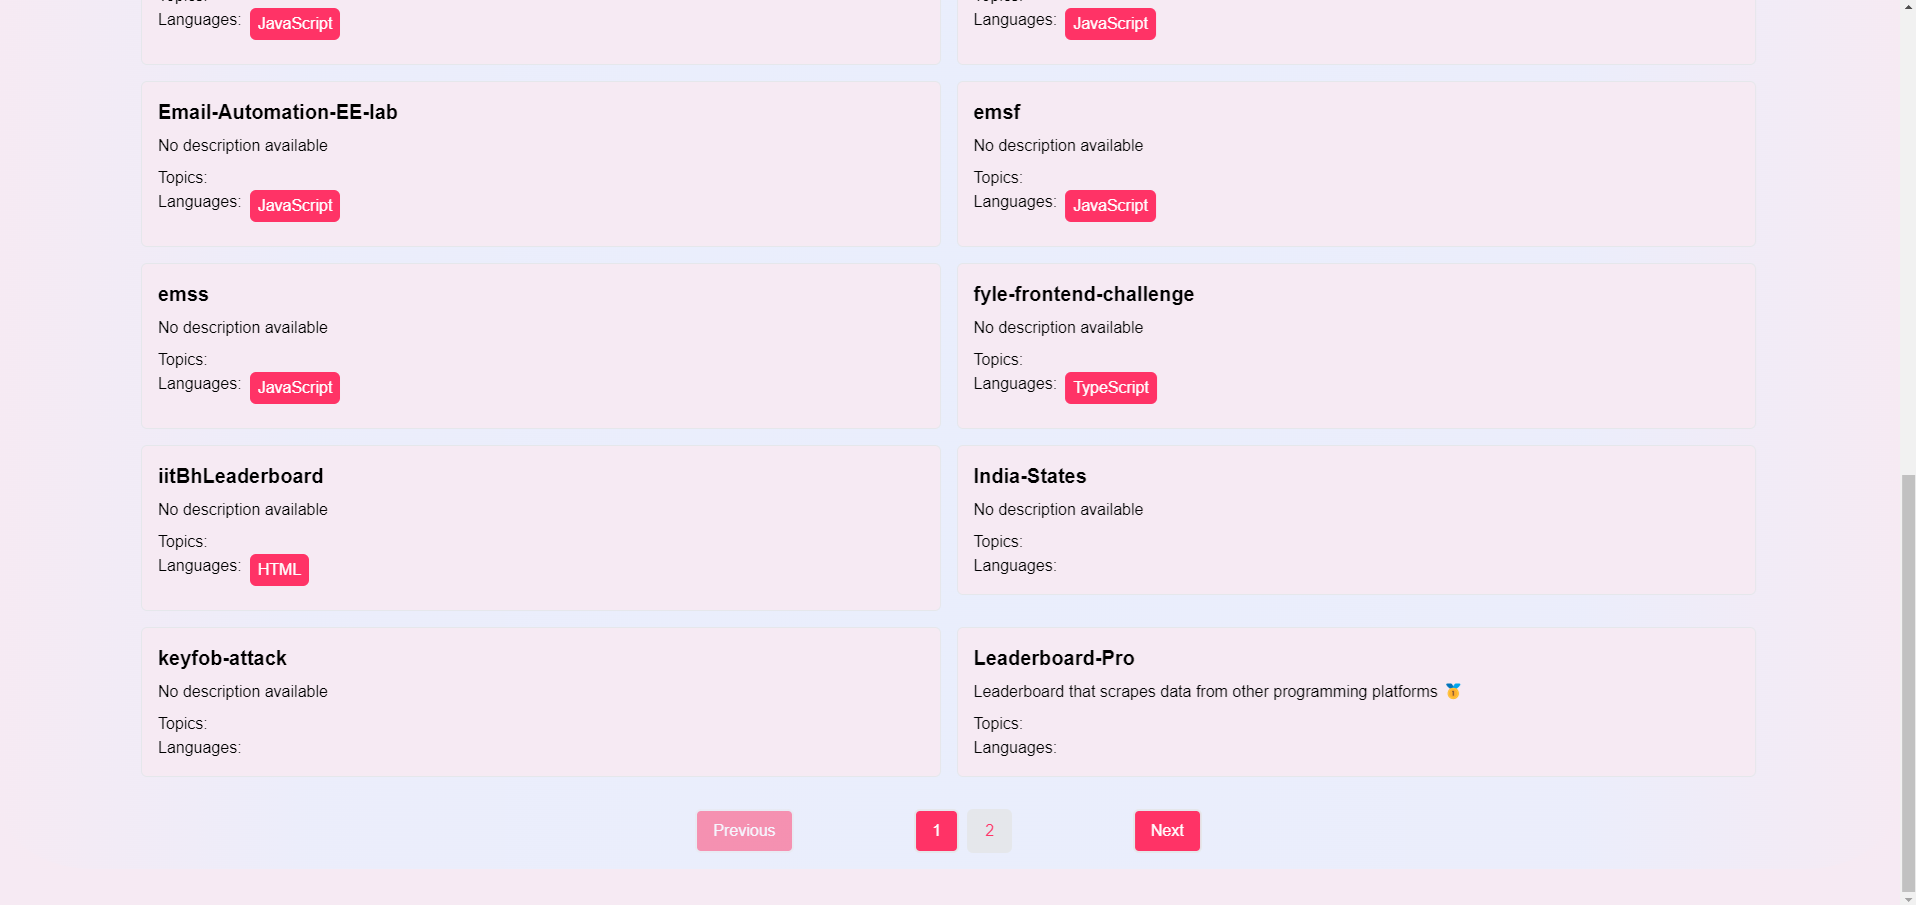 Languages: JavaScript
Languages: JavaScript
Email-Automation-EE-lab
No description available
Topics:
Languages: JavaScript
emsf
No description available
Topics:
Languages: JavaScript
emss
No description available
Topics:
Languages: JavaScript
fyle-frontend-challenge
No description available
Topics:
Languages: TypeScript
iitBhLeaderboard
No description available
Topics:
Languages: HTML
India-States
No description available
Topics:
Languages:
keyfob-attack
No description available
Topics:
Languages:
Leaderboard-Pro
Leaderboard that scrapes data from other programming platforms 🥇
Topics:
Languages:
Previous 1 2 Next